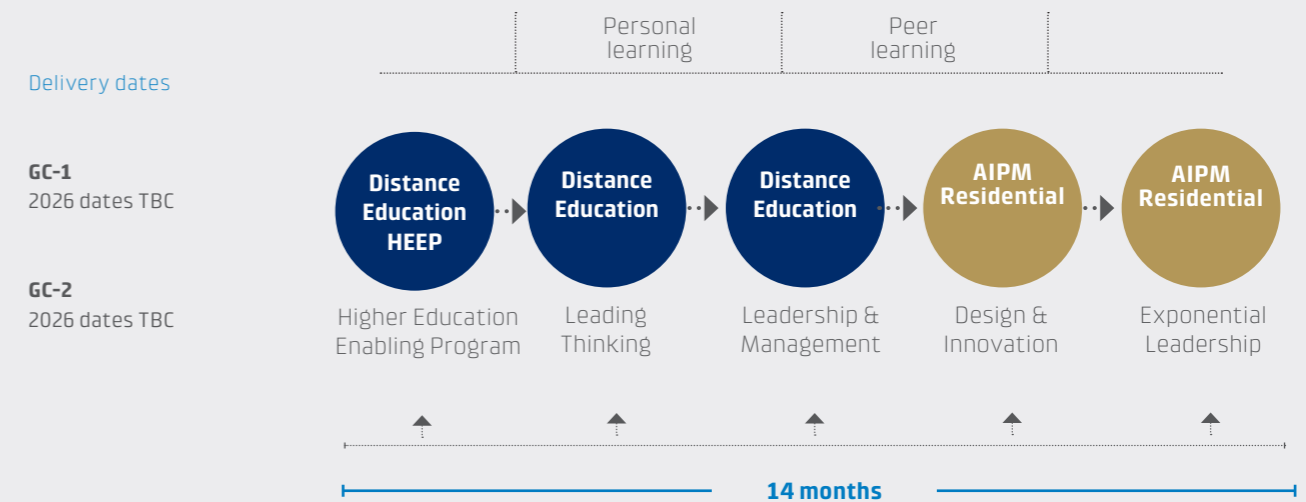 Personal
learning
Peer
learning
Delivery dates
GC-1
2026 dates TBC
GC-2
2026 dates TBC
Distance
Education
HEEP
Distance
Education
Distance
Education
AIPM
Residential
AIPM
Residential
Higher Education
Enabling Program
Leading
Thinking
Leadership &
Management
Design &
Innovation
Exponential
Leadership
14 months